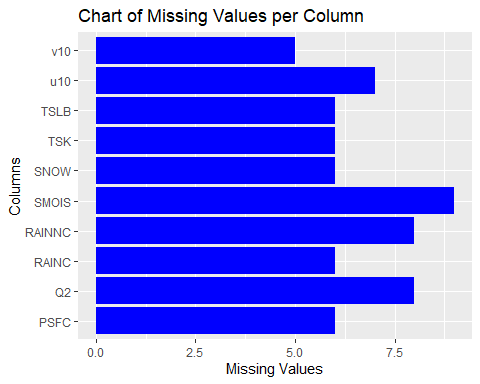 Chart of Missing Values per Column
v10
u10
TSLB
TSK
SNOW
SMOIS
RAINNC
RAINC
Q2
PSFC
Columns
0.0 2.5 5.0 7.5
Missing Values